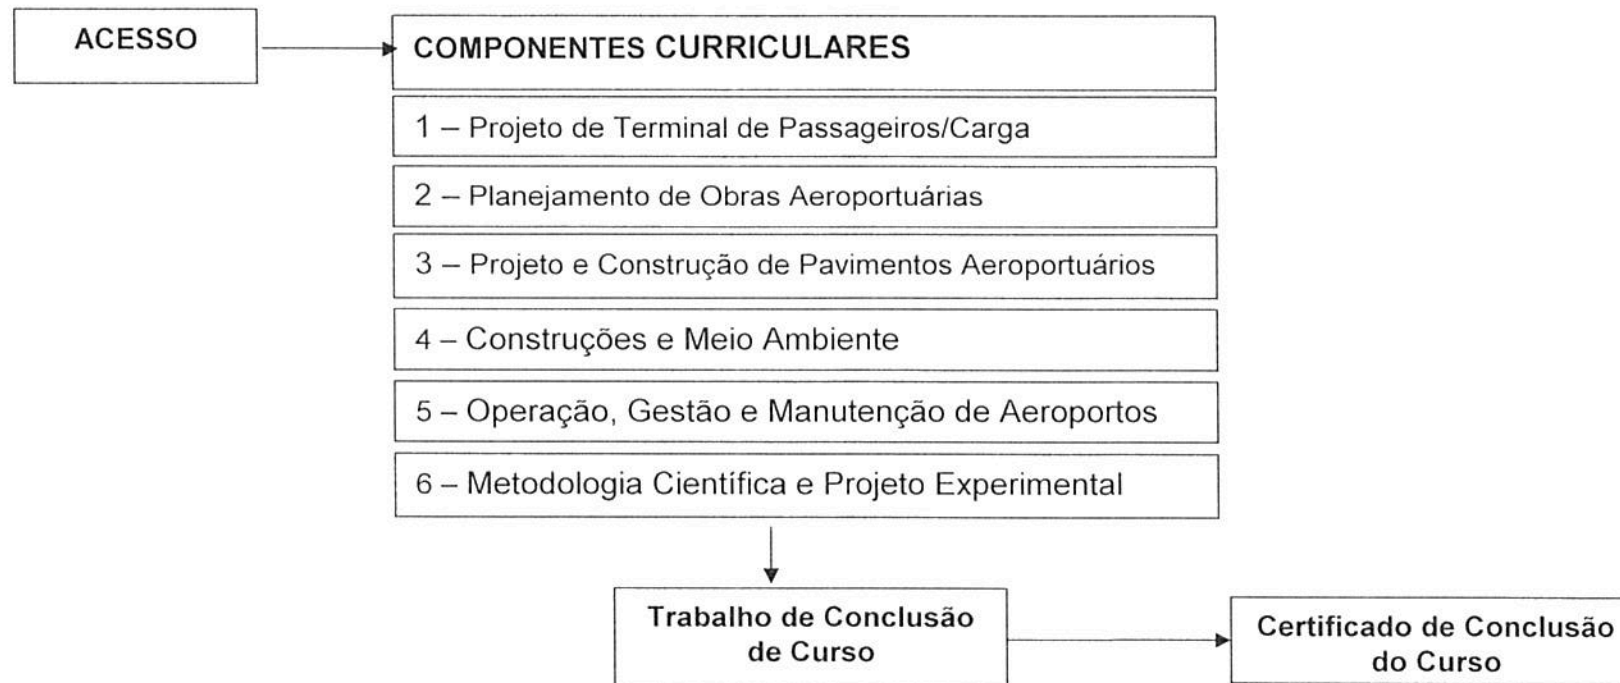 ACESSO
COMPONENTES CURRICULARES
1 – Projeto de Terminal de Passageiros/Carga
2 – Planejamento de Obras Aeroportuárias
3 – Projeto e Construção de Pavimentos Aeroportuários
4 – Construções e Meio Ambiente
5 – Operação, Gestão e Manutenção de Aeroportos
6 – Metodologia Científica e Projeto Experimental
Trabalho de Conclusão
de Curso
Certificado de Conclusão
do Curso